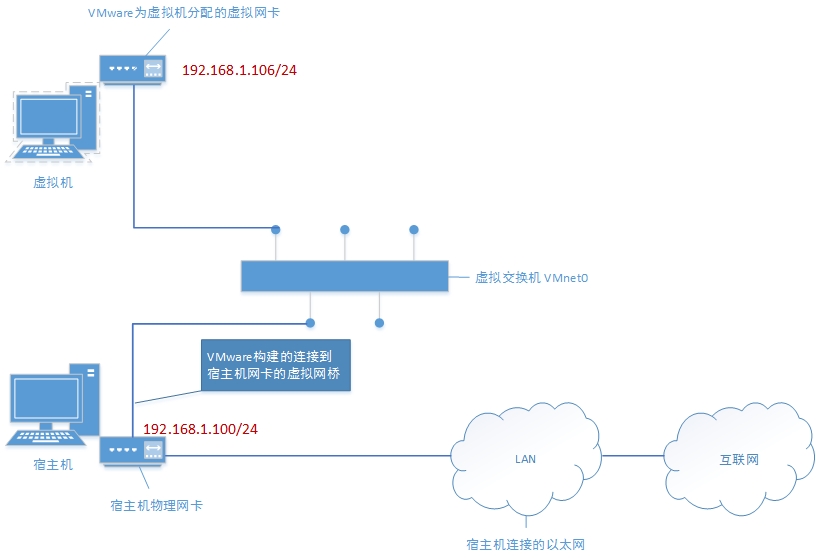 VMware为虚拟机分配的虚拟网卡
192.168.1.106/24
虚拟机
虚拟交换机 VMnet0
VMware构建的连接到
宿主机网卡的虚拟网桥
192.168.1.100/24
宿主机
LAN
互联网
宿主机物理网卡
宿主机连接的以太网